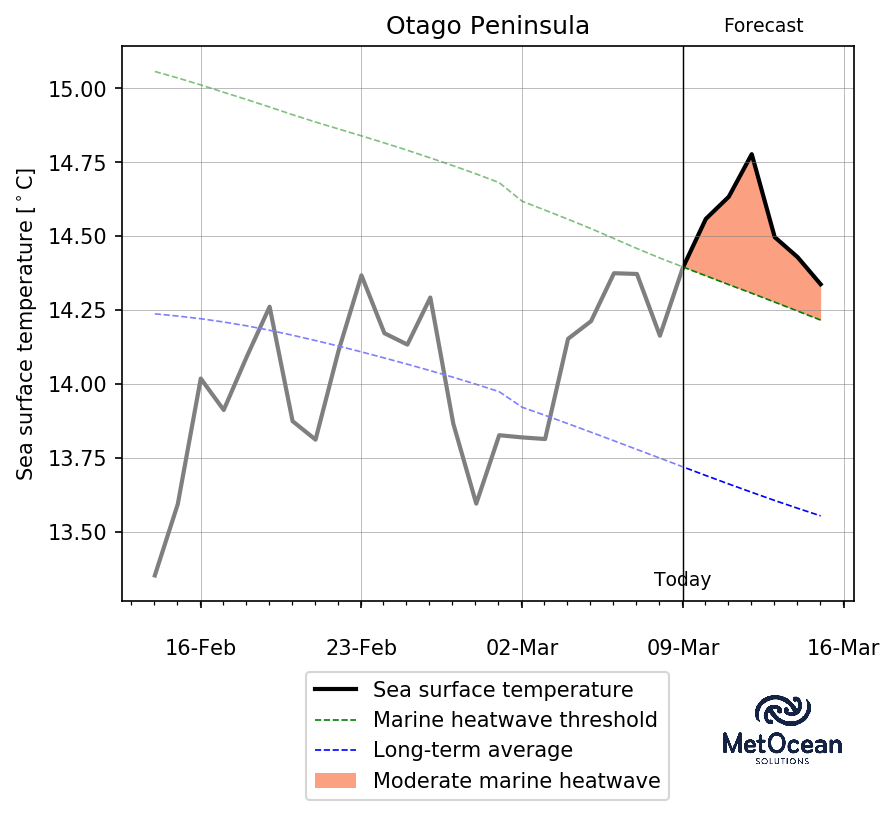 Otago Peninsula
Forecast
Sea surface temperature [°C]
15.00
14.75
14.50
14.25
14.00
13.75
13.50
Today
16-Feb
23-Feb
02-Mar
09-Mar
16-Mar
Sea surface temperature
Marine heatwave threshold
Long-term average
Moderate marine heatwave
MetOcean
SOLUTIONS